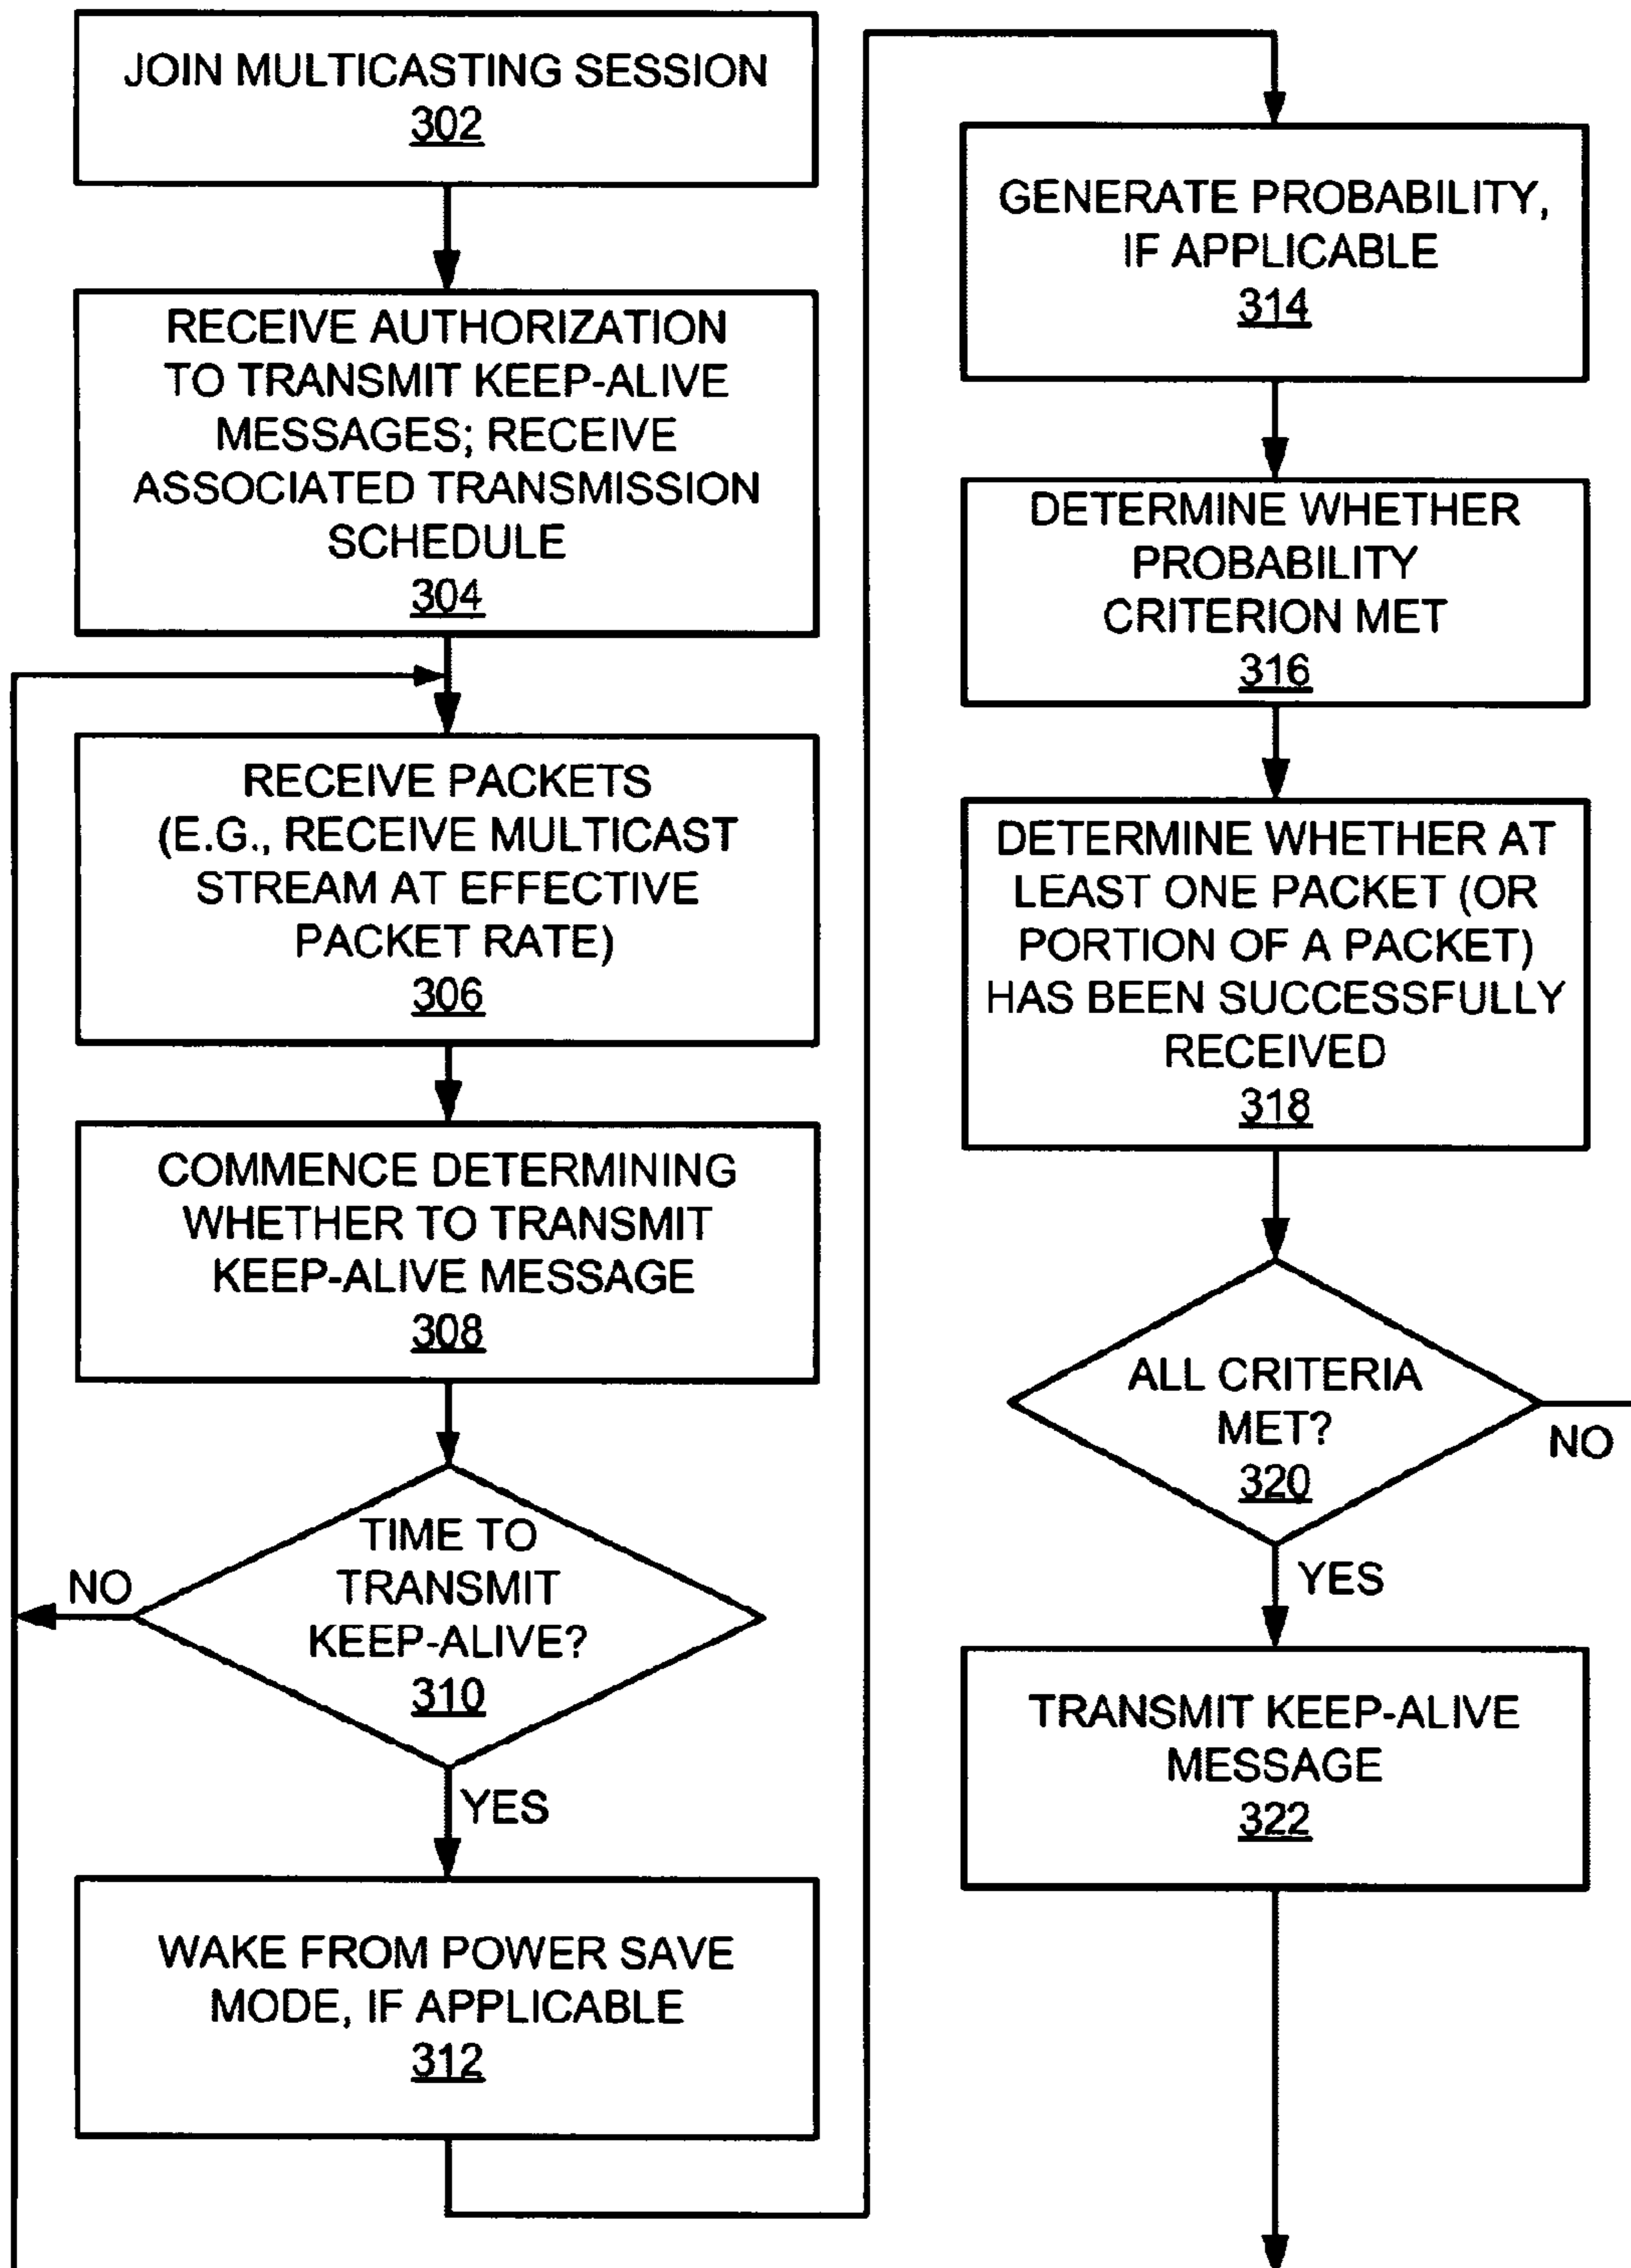 JOIN MULTICASTING SESSION
302
RECEIVE AUTHORIZATION
TO TRANSMIT KEEP-ALIVE
MESSAGES; RECEIVE
ASSOCIATED TRANSMISSION
SCHEDULE
304
RECEIVE PACKETS
(E.G., RECEIVE MULTICAST
STREAM AT EFFECTIVE
PACKET RATE)
306
COMMENCE DETERMINING
WHETHER TO TRANSMIT
KEEP-ALIVE MESSAGE
308
TIME TO
TRANSMIT
KEEP-ALIVE?
310
NO
YES
WAKE FROM POWER SAVE
MODE, IF APPLICABLE
312
GENERATE PROBABILITY,
IF APPLICABLE
314
DETERMINE WHETHER
PROBABILITY
CRITERION MET
316
DETERMINE WHETHER AT
LEAST ONE PACKET (OR
PORTION OF A PACKET)
HAS BEEN SUCCESSFULLY
RECEIVED
318
ALL CRITERIA
MET?
320
NO
YES
TRANSMIT KEEP-ALIVE
MESSAGE
322